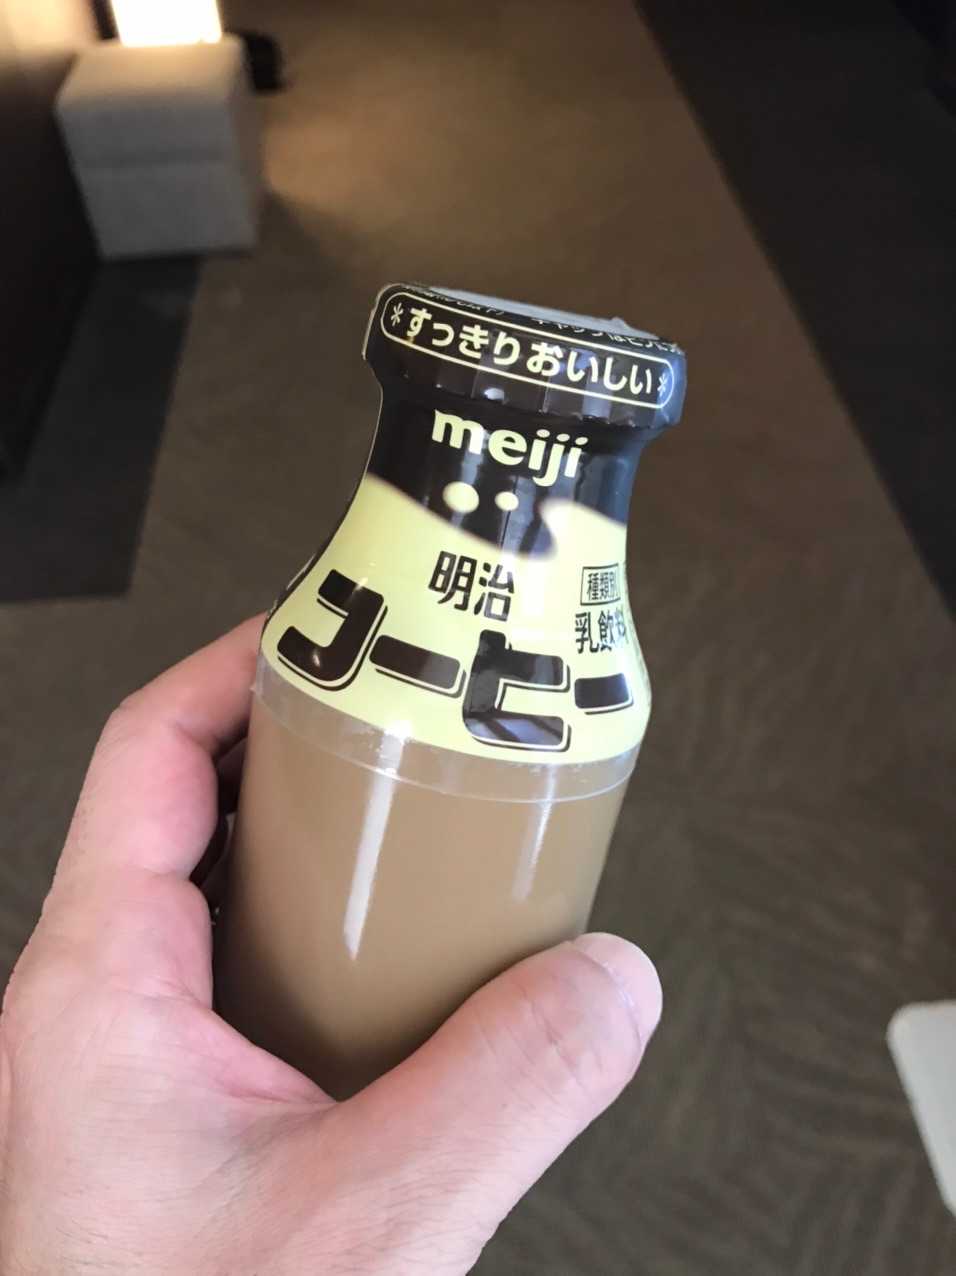 *すっきりおいしい*
meiji
明治
コーヒー
種類別
乳飲料